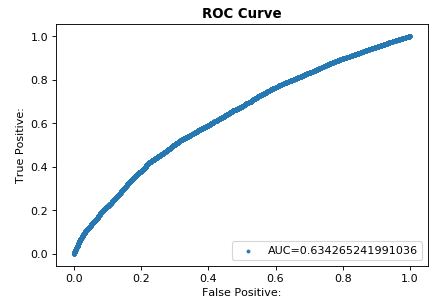 ROC Curve
True Positive:
1.0
0.8
0.6
0.4
0.2
0.0
AUC=0.634265241991036
0.0 0.2 0.4 0.6 0.8 1.0
False Positive: